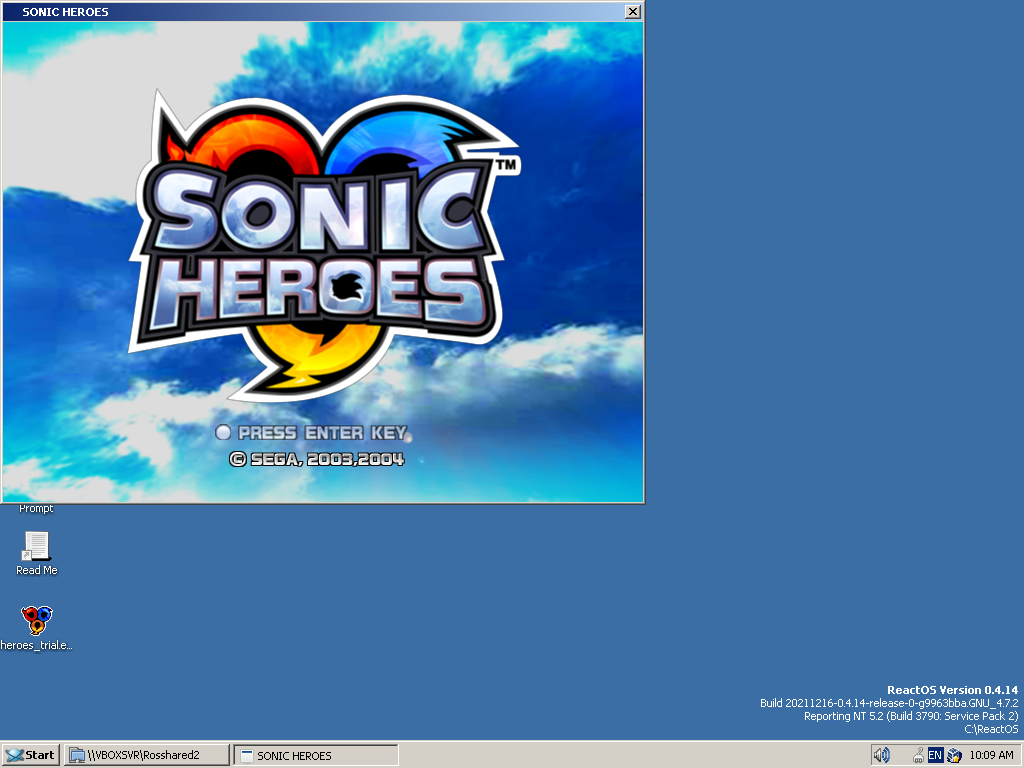 SONIC HEROES
SONIC
HEROES
TM
PRESS ENTER KEY
© SEGA, 2003,2004
Prompt
Read Me
heroes_trial.e...
ReactOS Version 0.4.14
Build 20211216-0.4.14-release-0-g9963bba.GNU_4.7.2
Reporting NT 5.2 (Build 3790: Service Pack 2)
C:\ReactOS
Start
\\VBOXSVR\Rosshared2
SONIC HEROES
EN
10:09 AM